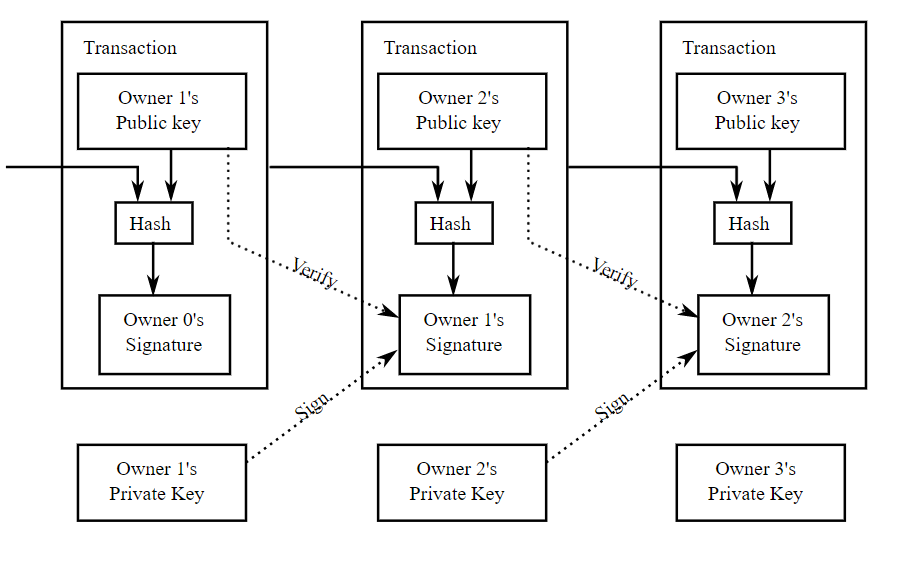 Transaction
Owner 1's
Public key
Hash
Owner 0's
Signature
Transaction
Owner 2's
Public key
Hash
Verify
Owner 1's
Signature
Transaction
Owner 3's
Public key
Hash
Verify
Owner 2's
Signature
Sign
Sign
Owner 1's
Private Key
Owner 2's
Private Key
Owner 3's
Private Key